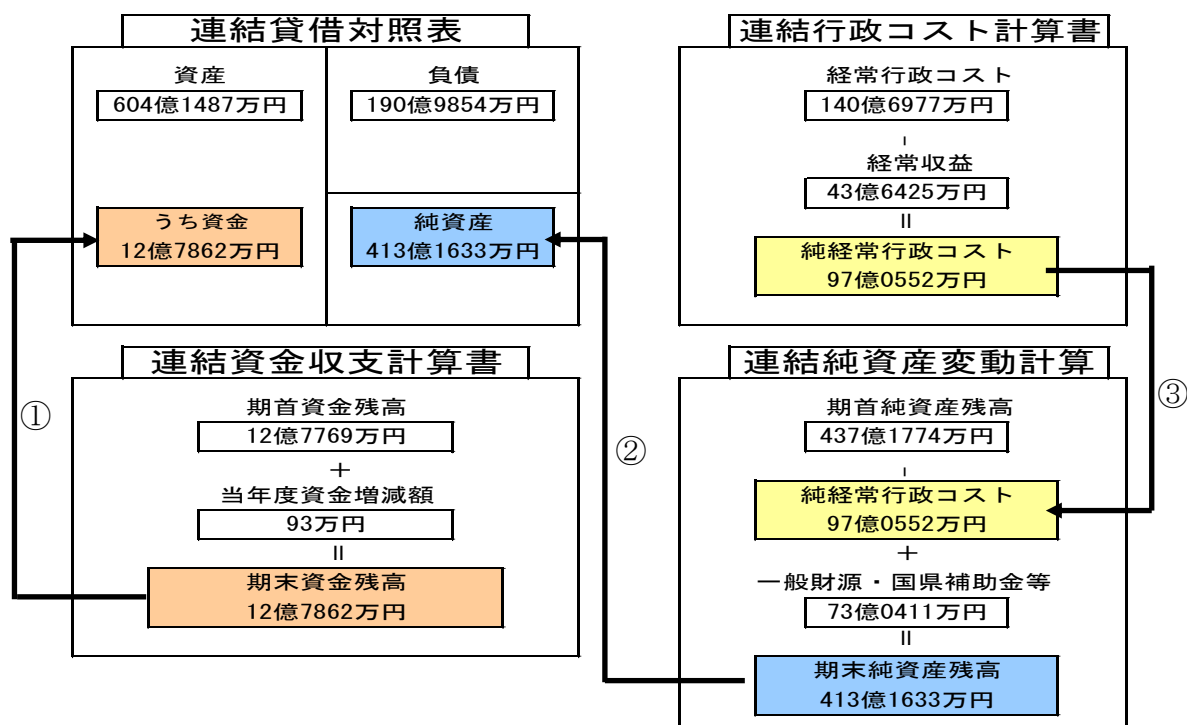 連結貸借対照表
資産
604億1487万円
負債
190億9854万円
うち資金
12億7862万円
純資産
413億1633万円
連結行政コスト計算書
経常行政コスト
140億6977万円
-
経常収益
43億6425万円
=
純経常行政コスト
97億0552万円
①
②
③
連結資金収支計算書
期首資金残高
12億7769万円
+
当年度資金増減額
93万円
=
期末資金残高
12億7862万円
連結純資産変動計算
期首純資産残高
437億1774万円
-
純経常行政コスト
97億0552万円
+
一般財源・国県補助金等
73億0411万円
=
期末純資産残高
413億1633万円